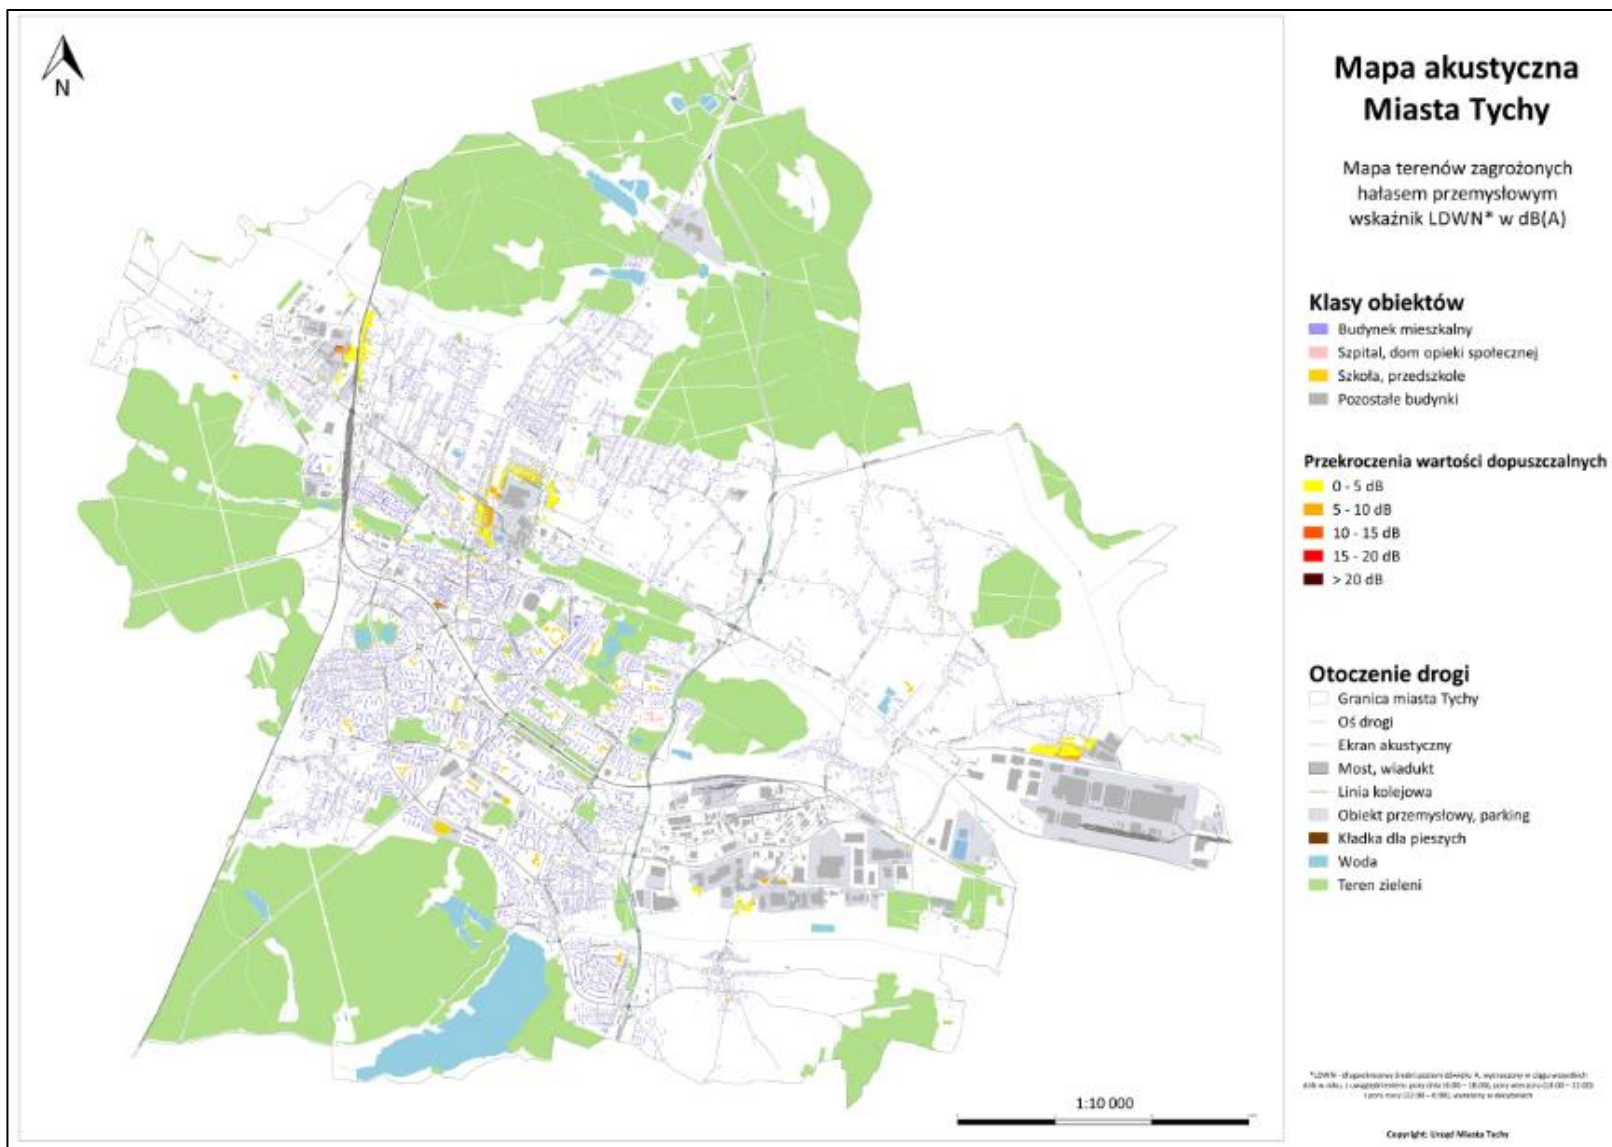 N
Mapa akustyczna
Miasta Tychy
Mapa terenów zagrożonych
hałasem przemysłowym
wskaźnik LDWN* w dB(A)
Klasy obiektów
Budynek mieszkalny
Szpital, dom opieki społecznej
Szkoła, przedszkole
Pozostałe budynki
Przekroczenia wartości dopuszczalnych
0 - 5 dB
5 - 10 dB
10 - 15 dB
15 - 20 dB
> 20 dB
Otoczenie drogi
Granica miasta Tychy
Oś drogi
Ekran akustyczny
Most, wiadukt
Linia kolejowa
Obiekt przemysłowy, parking
Kładka dla pieszych
Woda
Teren zieleni
1:10 000
Copyright: Urząd Miasta Tychy